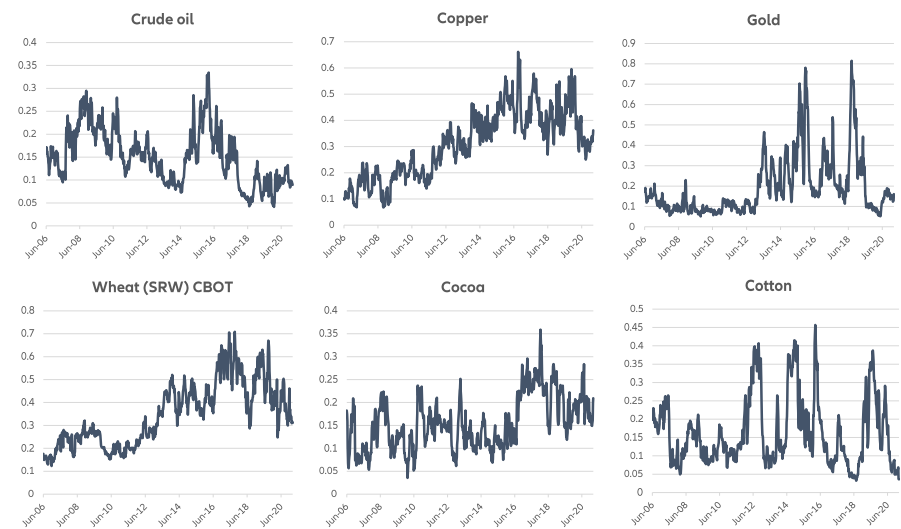 Crude oil
0.4
0.35
0.3
0.25
0.2
0.15
0.1
0.05
0
Jun-06
Jun-08
Jun-10
Jun-12
Jun-14
Jun-16
Jun-18
Jun-20
Copper
0.7
0.6
0.5
0.4
0.3
0.2
0.1
0
Jun-06
Jun-08
Jun-10
Jun-12
Jun-14
Jun-16
Jun-18
Jun-20
Gold
0.9
0.8
0.7
0.6
0.5
0.4
0.3
0.2
0.1
0
Jun-06
Jun-08
Jun-10
Jun-12
Jun-14
Jun-16
Jun-18
Jun-20
Wheat (SRW) CBOT
0.8
0.7
0.6
0.5
0.4
0.3
0.2
0.1
0
Jun-06
Jun-08
Jun-10
Jun-12
Jun-14
Jun-16
Jun-18
Jun-20
Cocoa
0.4
0.35
0.3
0.25
0.2
0.15
0.1
0.05
0
Jun-06
Jun-08
Jun-10
Jun-12
Jun-14
Jun-16
Jun-18
Jun-20
Cotton
0.5
0.45
0.4
0.35
0.3
0.25
0.2
0.15
0.1
0.05
0
Jun-06
Jun-08
Jun-10
Jun-12
Jun-14
Jun-16
Jun-18
Jun-20